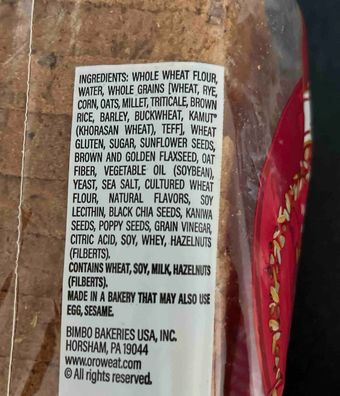 INGREDIENTS: WHOLE WHEAT FLOUR,
WATER, WHOLE GRAINS [WHEAT, RYE,
CORN, OATS, MILLET, TRITICALE, BROWN
RICE, BARLEY, BUCKWHEAT, KAMUT®
(KHORASAN WHEAT), TEFF], WHEAT
GLUTEN, SUGAR, SUNFLOWER SEEDS,
BROWN AND GOLDEN FLAXSEED, OAT
FIBER, VEGETABLE OIL (SOYBEAN),
YEAST, SEA SALT, CULTURED WHEAT
FLOUR, NATURAL FLAVORS, SOY
LECITHIN, BLACK CHIA SEEDS, KANIWA
SEEDS, POPPY SEEDS, GRAIN VINEGAR,
CITRIC ACID, SOY, WHEY, HAZELNUTS
(FILBERTS).
CONTAINS WHEAT, SOY, MILK, HAZELNUTS
(FILBERTS).
MADE IN A BAKERY THAT MAY ALSO USE
EGG, SESAME.
BIMBO BAKERIES USA, INC.
HORSHAM, PA 19044
www.oroweat.com
© All rights reserved.